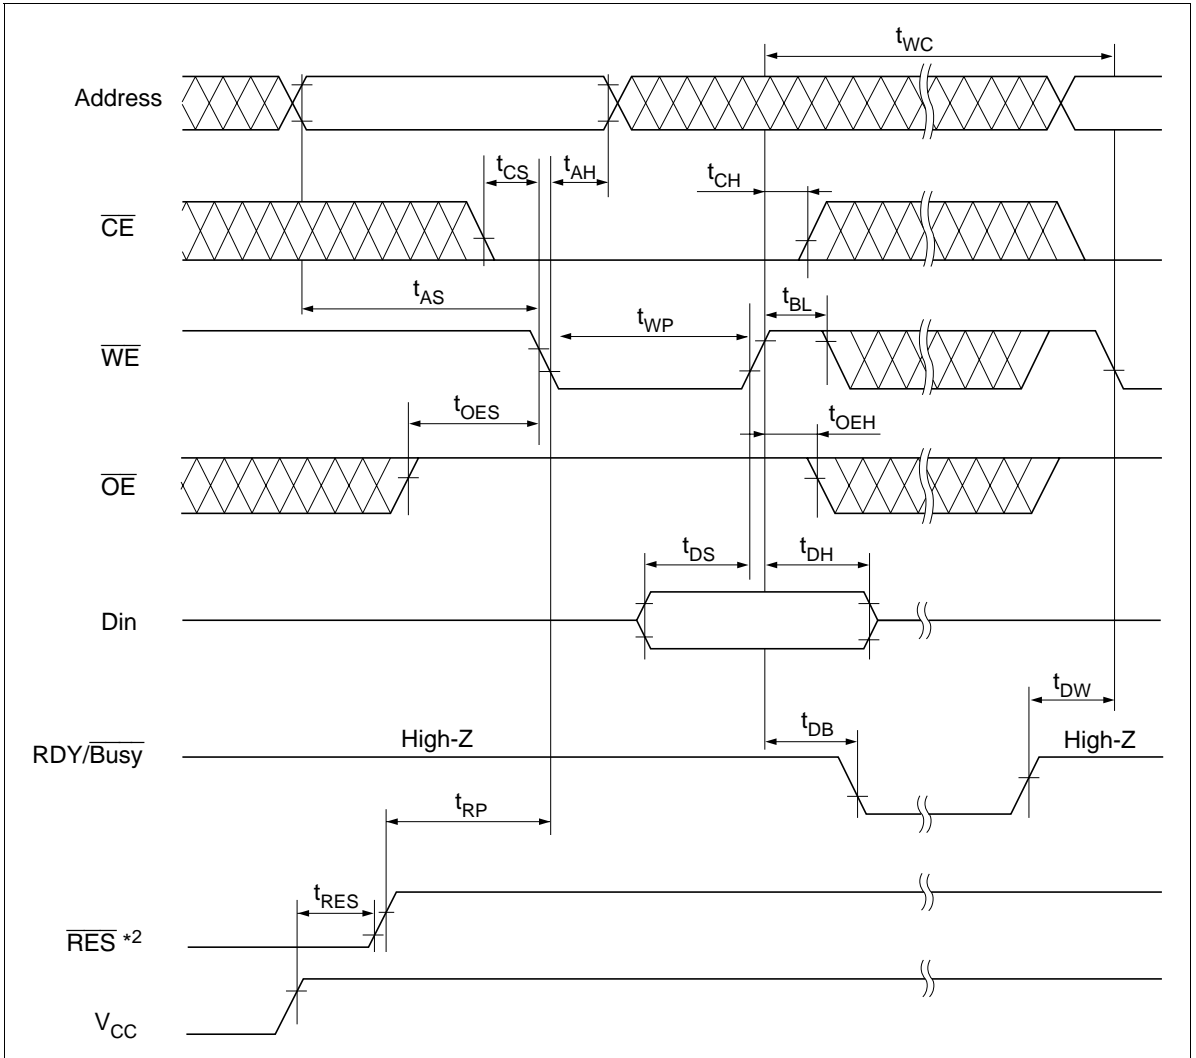 tWC
Address
tCS
tAH
tCH
CE
tAS
tBL
tWP
WE
tOES
tOEH
OE
tDS
tDH
Din
tDW
tDB
High-Z
High-Z
RDY/Busy
tRP
tRES
RES *2
VCC